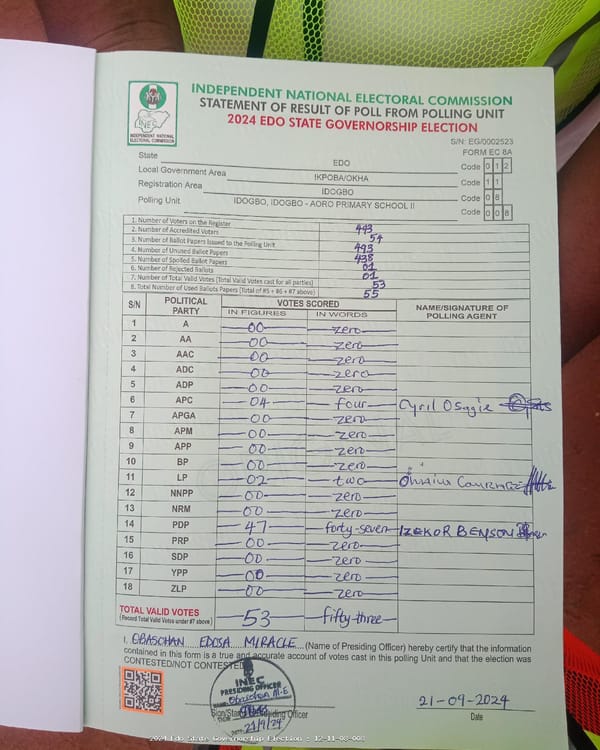 INDEPENDENT NATIONAL ELECTORAL COMMISSION
STATEMENT OF RESULT OF POLL FROM POLLING UNIT
2024 EDO STATE GOVERNORSHIP ELECTION
INEC
INDEPENDENT NATIONAL ELECTORAL COMMISSION
S/N: EG/0002523
FORM EC 8A
State EDO Code 0 1 2
Local Government Area IKPOBA/OKHA Code 1 1
Registration Area IDOGBO Code 0 8
Polling Unit IDOGBO, IDOGBO - AORO PRIMARY SCHOOL II Code 0 0 8
1. Number of Voters on the Register 493
2. Number of Accredited Voters 54
3. Number of Ballot Papers Issued to the Polling Unit 493
4. Number of Unused Ballot Papers 438
5. Number of Spoiled Ballot Papers 01
6. Number of Rejected Ballots 01
7. Number of Total Valid Votes (Total Valid Votes cast for all parties) 53
8. Total Number of Used Ballots Papers (Total of #5 + #6 + #7 above) 55
S/N POLITICAL PARTY VOTES SCORED NAME/SIGNATURE OF POLLING AGENT
IN FIGURES IN WORDS
1 A 00 zero
2 AA 00 zero
3 AAC 00 zero
4 ADC 00 zero
5 ADP 00 zero
6 APC 04 four Cyril Osagie
7 APGA 00 zero
8 APM 00 zero
9 APP 00 zero
10 BP 00 zero
11 LP 02 two COURAGE
12 NNPP 00 zero
13 NRM 00 zero
14 PDP 47 forty-seven IZEKOR BENSON
15 PRP 00 zero
16 SDP 00 zero
17 YPP 00 zero
18 ZLP 00 zero
TOTAL VALID VOTES 53 fifty-three
(Record Total Valid Votes under #7 above)
I, OBASOHAN EDOSA MIRACLE (Name of Presiding Officer) hereby certify that the information
contained in this form is a true and accurate account of votes cast in this polling Unit and that the election was
CONTESTED/NOT CONTESTED
INEC
PRESIDING OFFICER
Obasohan M.E
Sign/Stamp of Presiding Officer
DATE: 21/9/24
21-09-2024
Date
2024 Edo State Governorship Election : 12-11-08-008